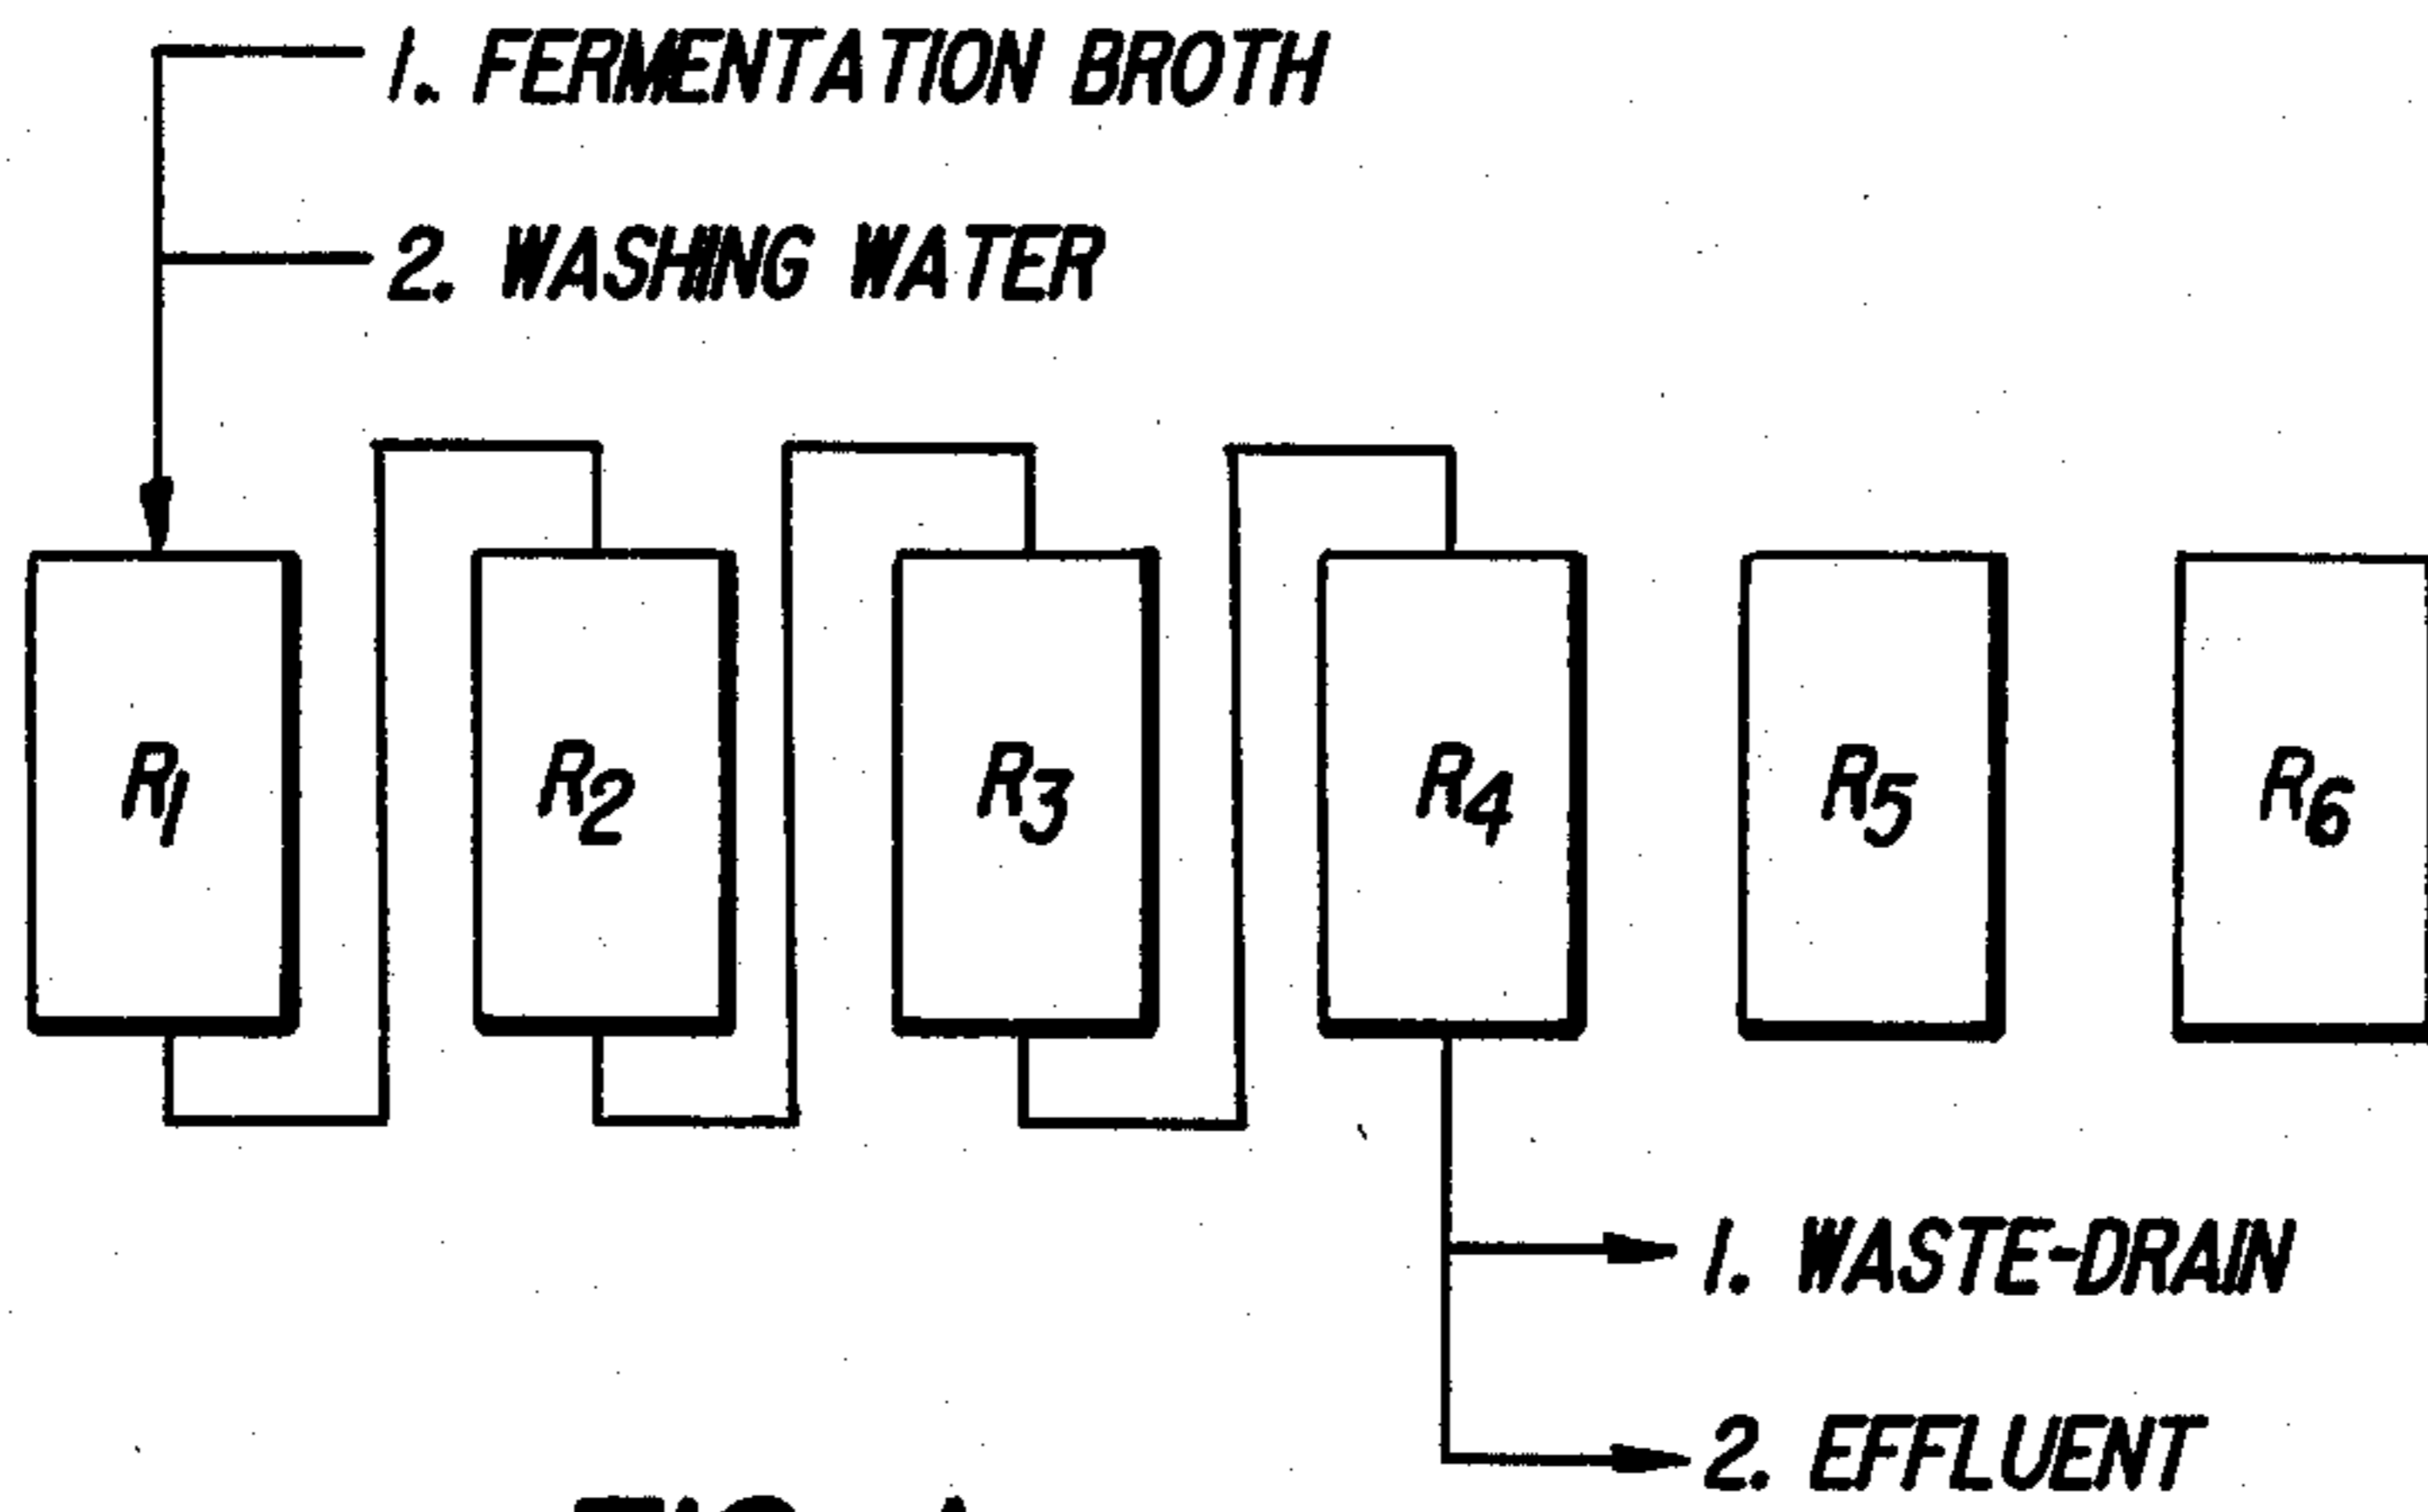 1. FERMENTATION BROTH
2. WASHING WATER
R1 R2 R3 R4 R5 R6
1. WASTE-DRAIN
2. EFFLUENT